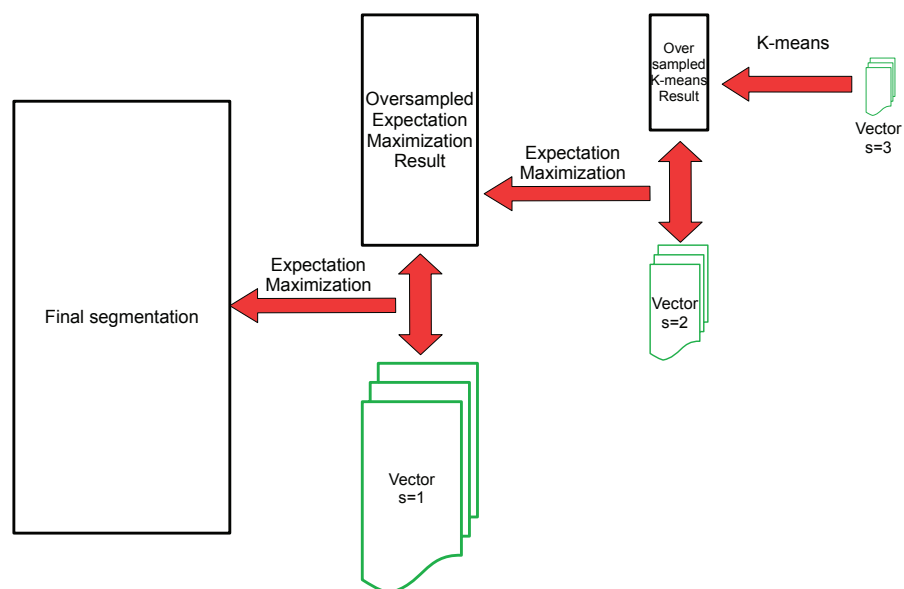 Final segmentation
Expectation
Maximization
Oversampled
Expectation
Maximization
Result
Vector
s=1
Expectation
Maximization
Over
sampled
K-means
Result
Vector
s=2
K-means
Vector
s=3